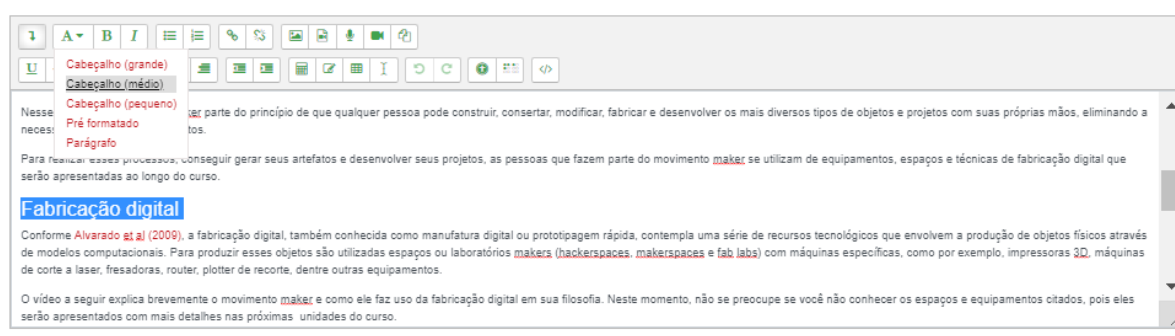 A B I
U
Cabeçalho (grande)
Cabeçalho (médio)
Cabeçalho (pequeno)
Pré formatado
Parágrafo
Nesse ker parte do princípio de que qualquer pessoa pode construir, consertar, modificar, fabricar e desenvolver os mais diversos tipos de objetos e projetos com suas próprias mãos, eliminando a
neces tos.
Para realizar esses processos, conseguir gerar seus artefatos e desenvolver seus projetos, as pessoas que fazem parte do movimento maker se utilizam de equipamentos, espaços e técnicas de fabricação digital que
serão apresentadas ao longo do curso.
Fabricação digital
Conforme Alvarado et al (2009), a fabricação digital, também conhecida como manufatura digital ou prototipagem rápida, contempla uma série de recursos tecnológicos que envolvem a produção de objetos físicos através
de modelos computacionais. Para produzir esses objetos são utilizadas espaços ou laboratórios makers (hackerspaces, makerspaces e fab labs) com máquinas específicas, como por exemplo, impressoras 3D, máquinas
de corte a laser, fresadoras, router, plotter de recorte, dentre outras equipamentos.
O vídeo a seguir explica brevemente o movimento maker e como ele faz uso da fabricação digital em sua filosofia. Neste momento, não se preocupe se você não conhecer os espaços e equipamentos citados, pois eles
serão apresentados com mais detalhes nas próximas unidades do curso.